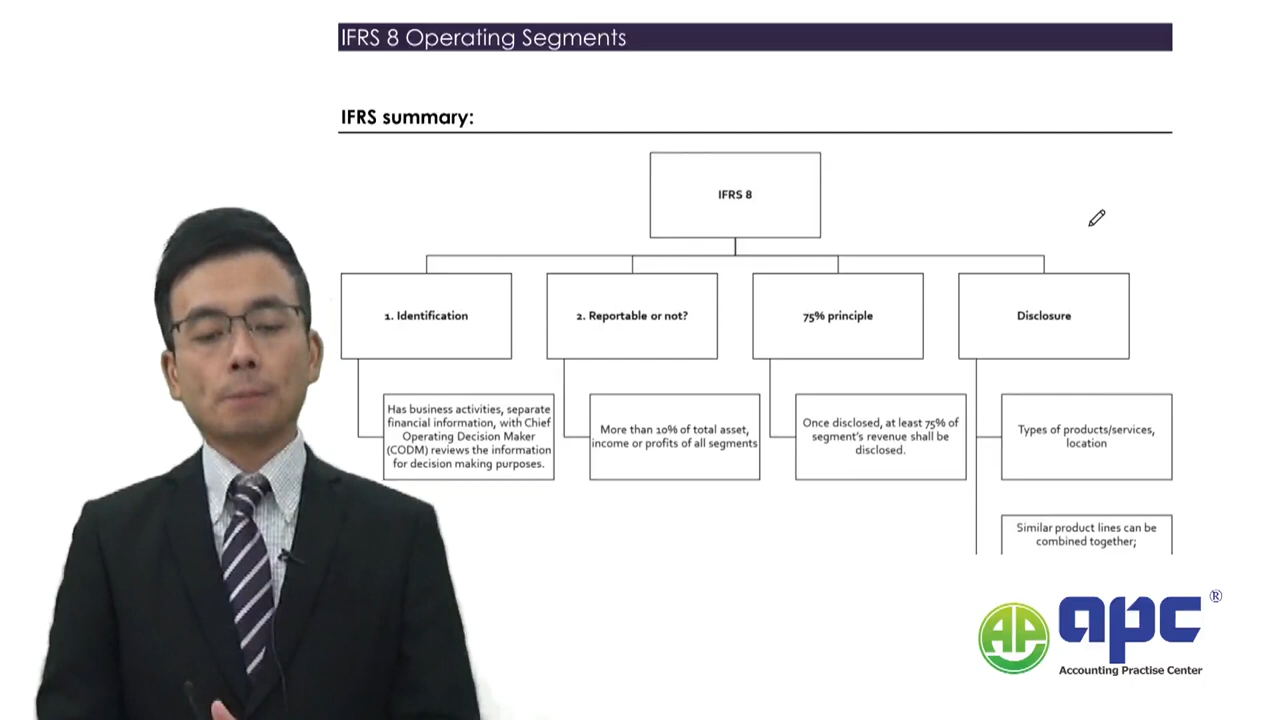 IFRS 8 Operating Segments
IFRS summary:
IFRS 8
1. Identification
2. Reportable or not?
75% principle
Disclosure
Has business activities, separate
financial information, with Chief
Operating Decision Maker
(CODM) reviews the information
for decision making purposes.
More than 10% of total asset,
income or profits of all segments
Once disclosed, at least 75% of
segment's revenue shall be
disclosed.
Types of products/services,
location
Similar product lines can be
combined together;
AP
apc ®
Accounting Practise Center